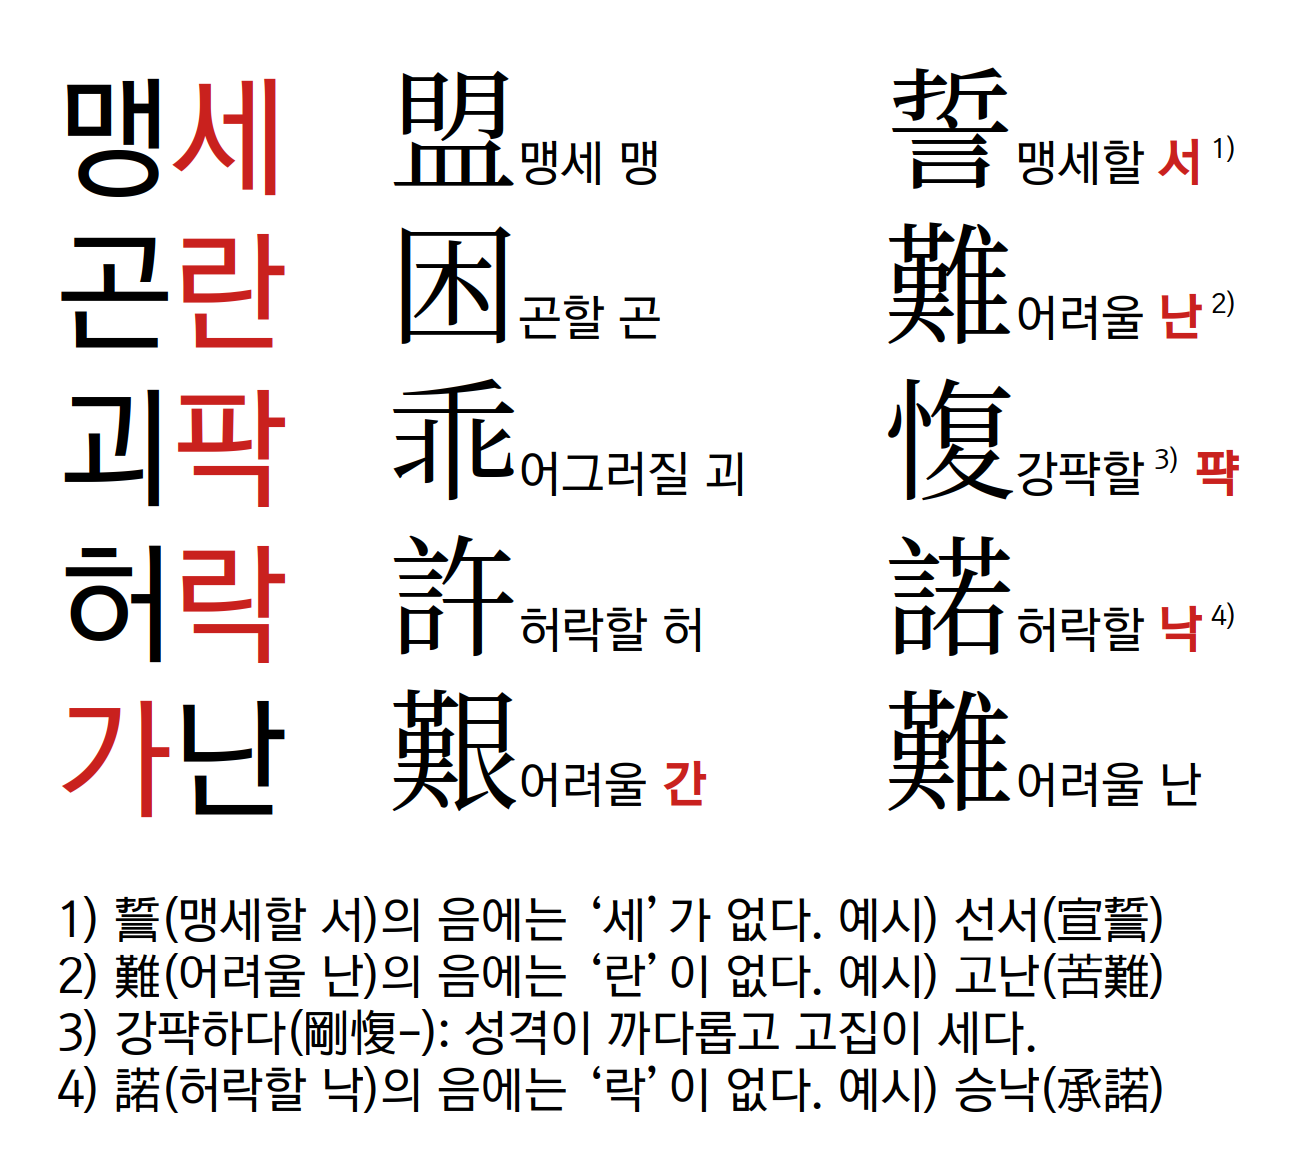 맹세 盟맹세 맹 誓맹세할 서 1)
곤란 困곤할 곤 難어려울 난 2)
괴팍 乖어그러질 괴 愎강퍅할 3) 퍅
허락 許허락할 허 諾허락할 낙 4)
가난 艱어려울 간 難어려울 난
1) 誓(맹세할 서)의 음에는 ‘세’가 없다. 예시) 선서(宣誓)
2) 難(어려울 난)의 음에는 ‘란’이 없다. 예시) 고난(苦難)
3) 강퍅하다(剛愎-): 성격이 까다롭고 고집이 세다.
4) 諾(허락할 낙)의 음에는 ‘락’이 없다. 예시) 승낙(承諾)